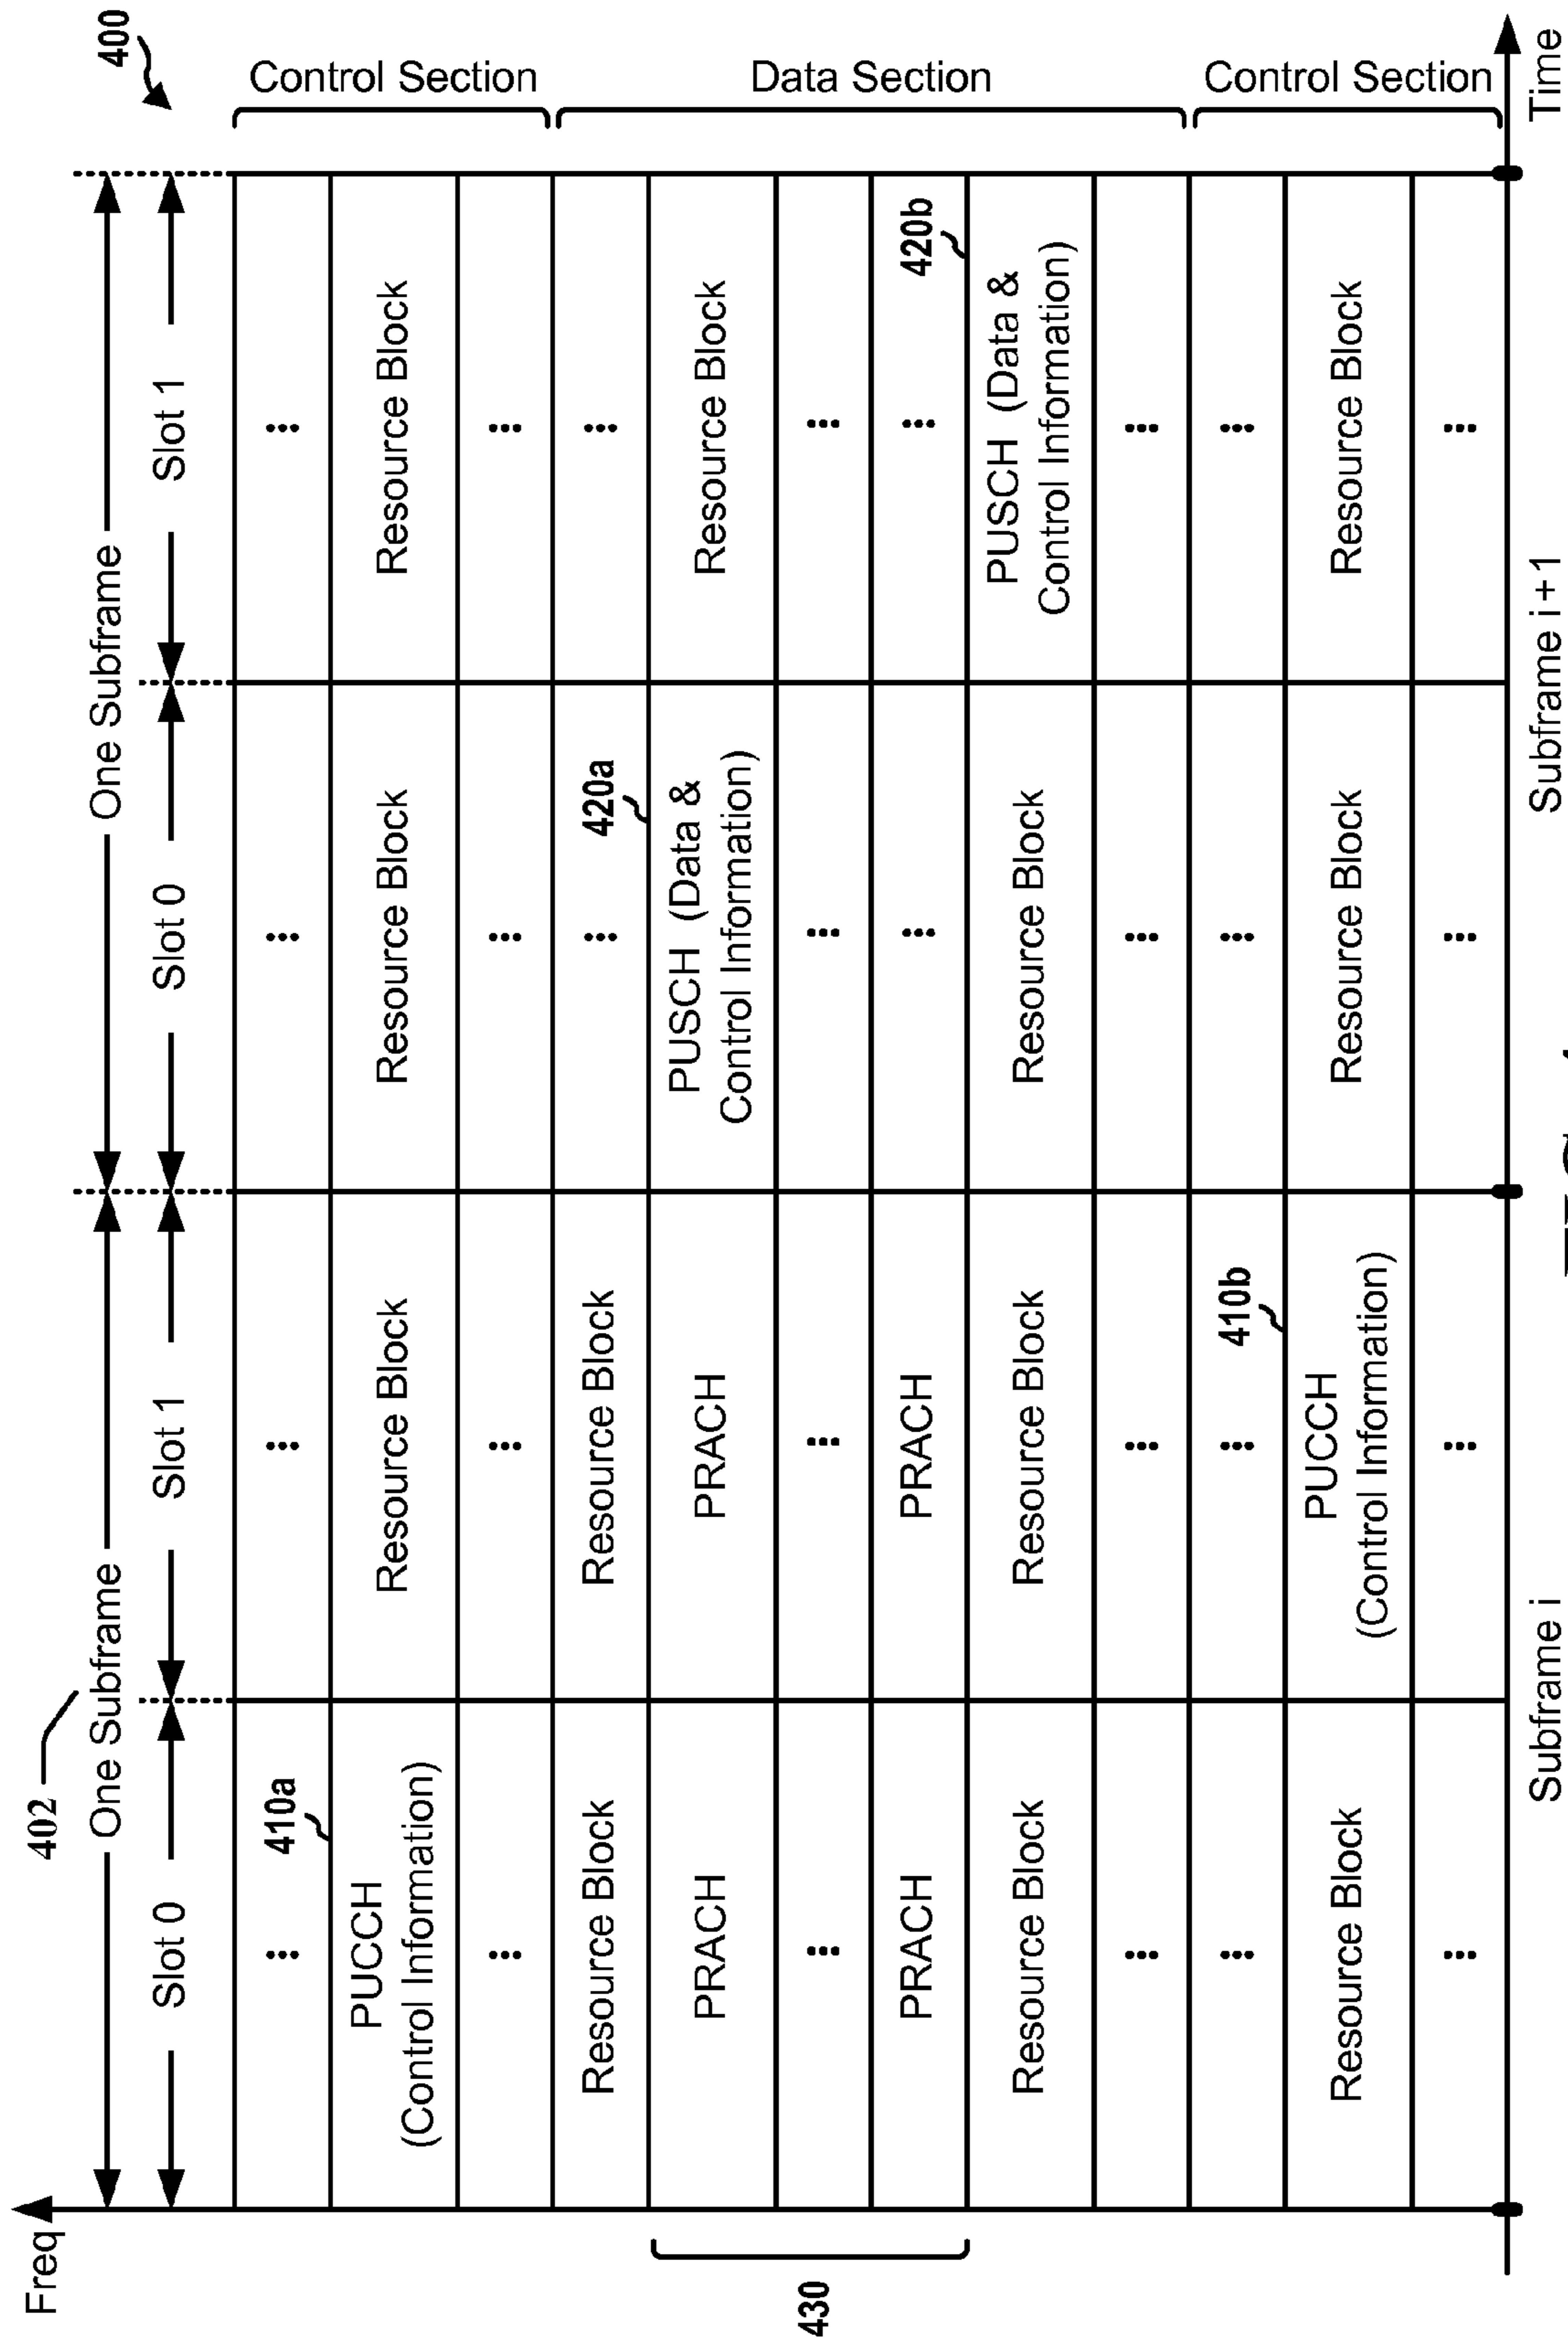 402
Freq
One Subframe
One Subframe
400
Slot 0
Slot 1
Slot 0
Slot 1
410a
PUCCH
(Control Information)
Resource Block
Resource Block
Resource Block
Control Section
Resource Block
Resource Block
420a
PRACH
PRACH
PUSCH (Data &
Control Information)
Resource Block
430
Data Section
PRACH
PRACH
420b
Resource Block
Resource Block
Resource Block
PUSCH (Data &
Control Information)
410b
Resource Block
PUCCH
(Control Information)
Resource Block
Resource Block
Control Section
Subframe i
Subframe i+1
Time